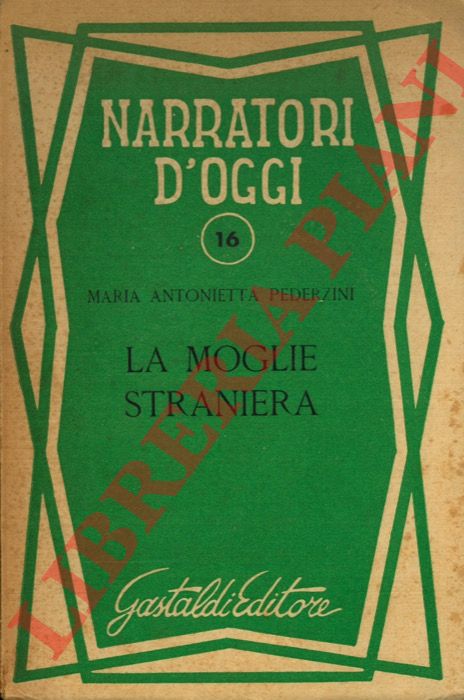 NARRATORI
D'OGGI
16
MARIA ANTONIETTA PEDERZINI
LA MOGLIE
STRANIERA
Gastaldi Editore
LIBRERIA PIANI